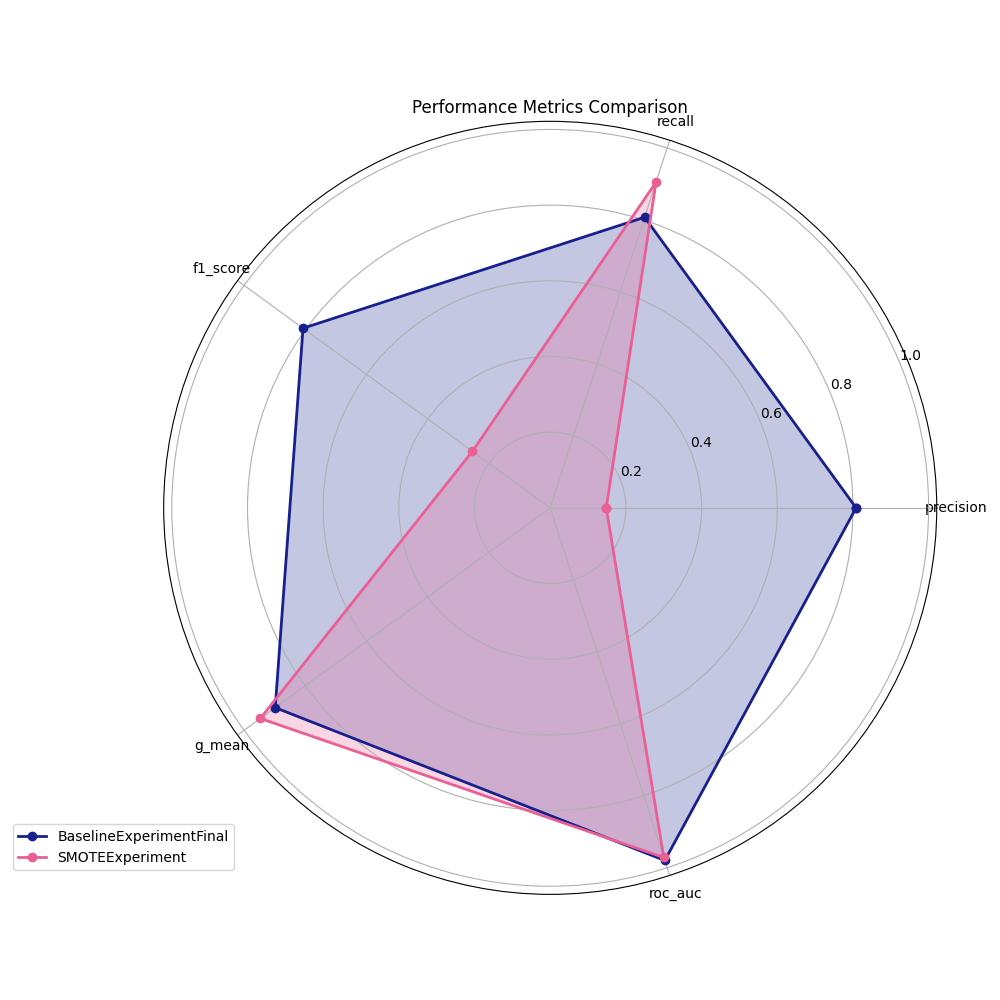 Performance Metrics Comparison
recall
f1_score
1.0
0.8
0.6
0.4
0.2
precision
g_mean
roc_auc
BaselineExperimentFinal
SMOTEExperiment